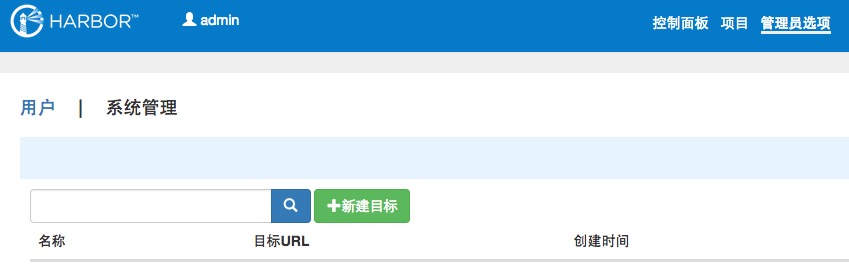 HARBOR™ admin 控制面板 项目 管理员选项
用户 | 系统管理
新建目标
名称 目标URL 创建时间